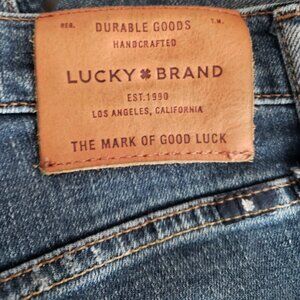 REG. DURABLE GOODS T.M.
HANDCRAFTED
LUCKY BRAND
EST. 1990
LOS ANGELES, CALIFORNIA
THE MARK OF GOOD LUCK